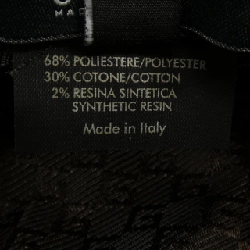 68% POLIESTERE/POLYESTER
30% COTONE/COTTON
2% RESINA SINTETICA
SYNTHETIC RESIN
Made in Italy